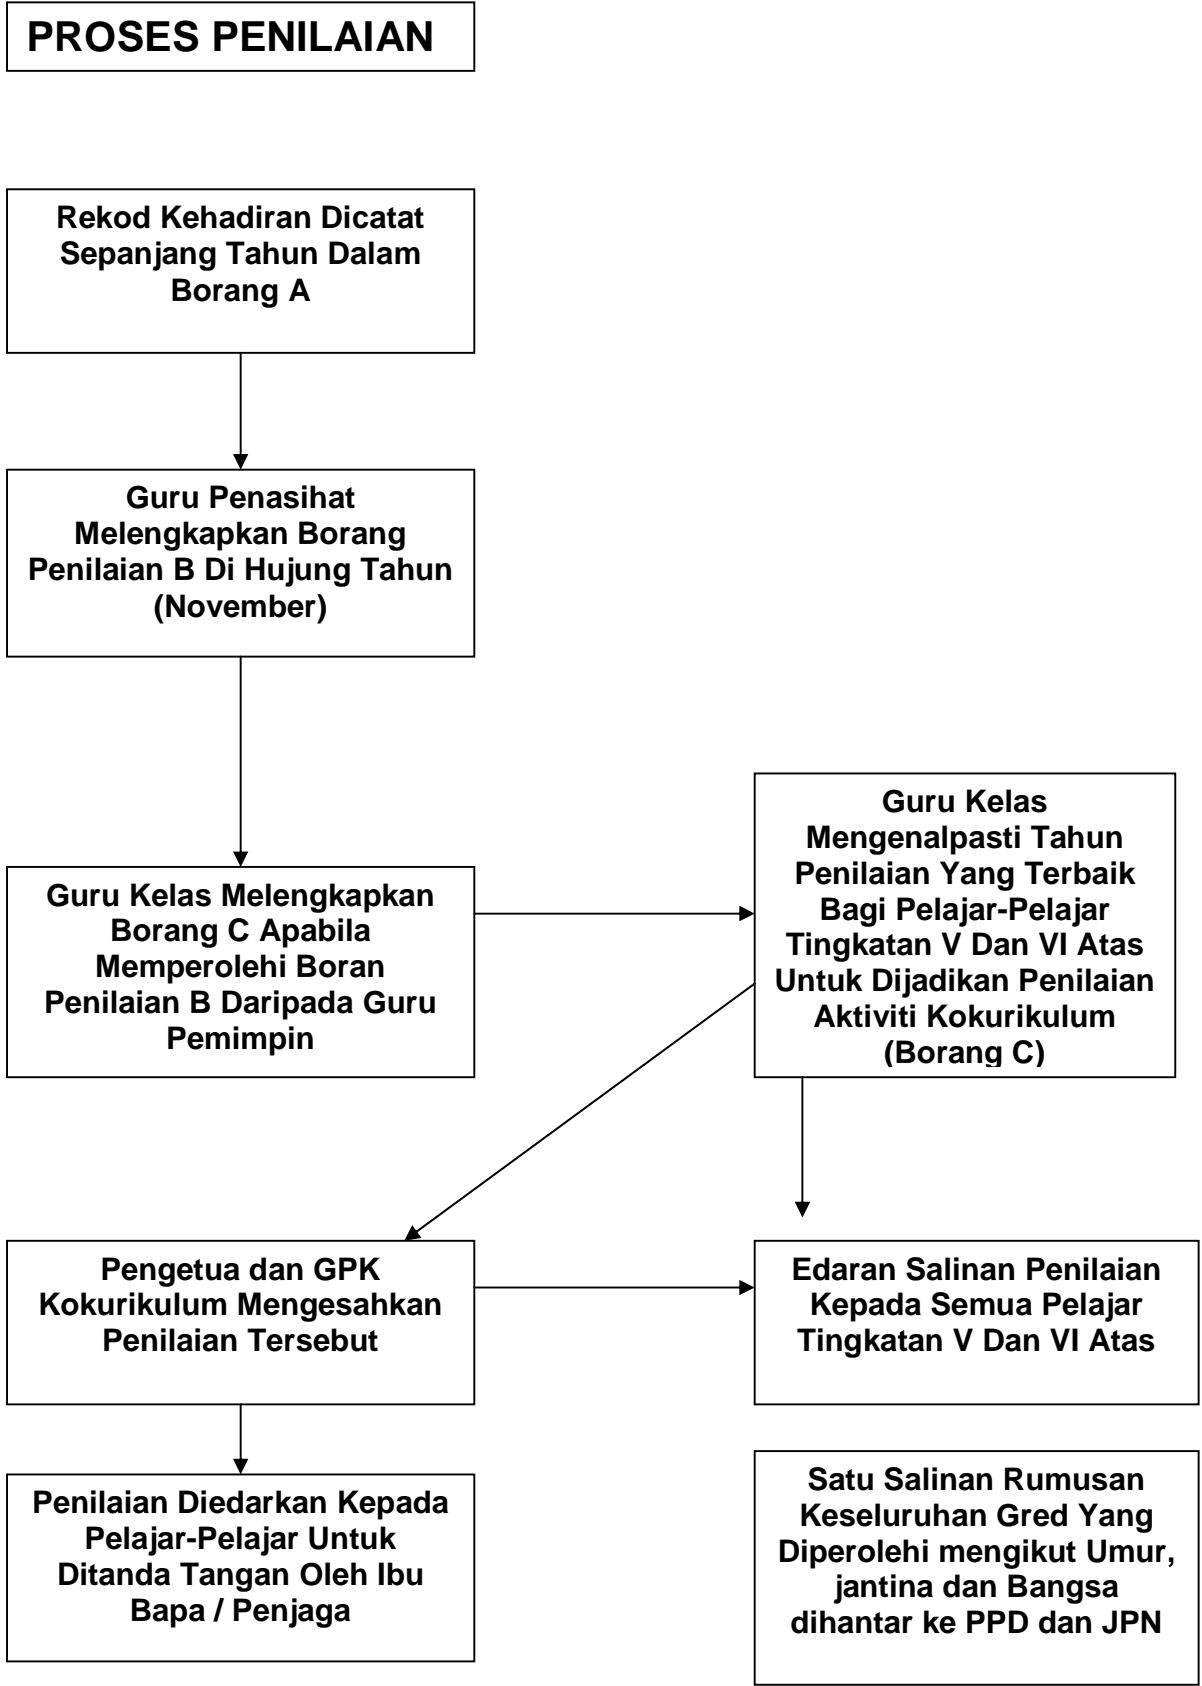 PROSES PENILAIAN
Rekod Kehadiran Dicatat
Sepanjang Tahun Dalam
Borang A
Guru Penasihat
Melengkapkan Borang
Penilaian B Di Hujung Tahun
(November)
Guru Kelas Melengkapkan
Borang C Apabila
Memperolehi Boran
Penilaian B Daripada Guru
Pemimpin
Guru Kelas
Mengenalpasti Tahun
Penilaian Yang Terbaik
Bagi Pelajar-Pelajar
Tingkatan V Dan VI Atas
Untuk Dijadikan Penilaian
Aktiviti Kokurikulum
(Borang C)
Pengetua dan GPK
Kokurikulum Mengesahkan
Penilaian Tersebut
Edaran Salinan Penilaian
Kepada Semua Pelajar
Tingkatan V Dan VI Atas
Penilaian Diedarkan Kepada
Pelajar-Pelajar Untuk
Ditanda Tangan Oleh Ibu
Bapa / Penjaga
Satu Salinan Rumusan
Keseluruhan Gred Yang
Diperolehi mengikut Umur,
jantina dan Bangsa
dihantar ke PPD dan JPN